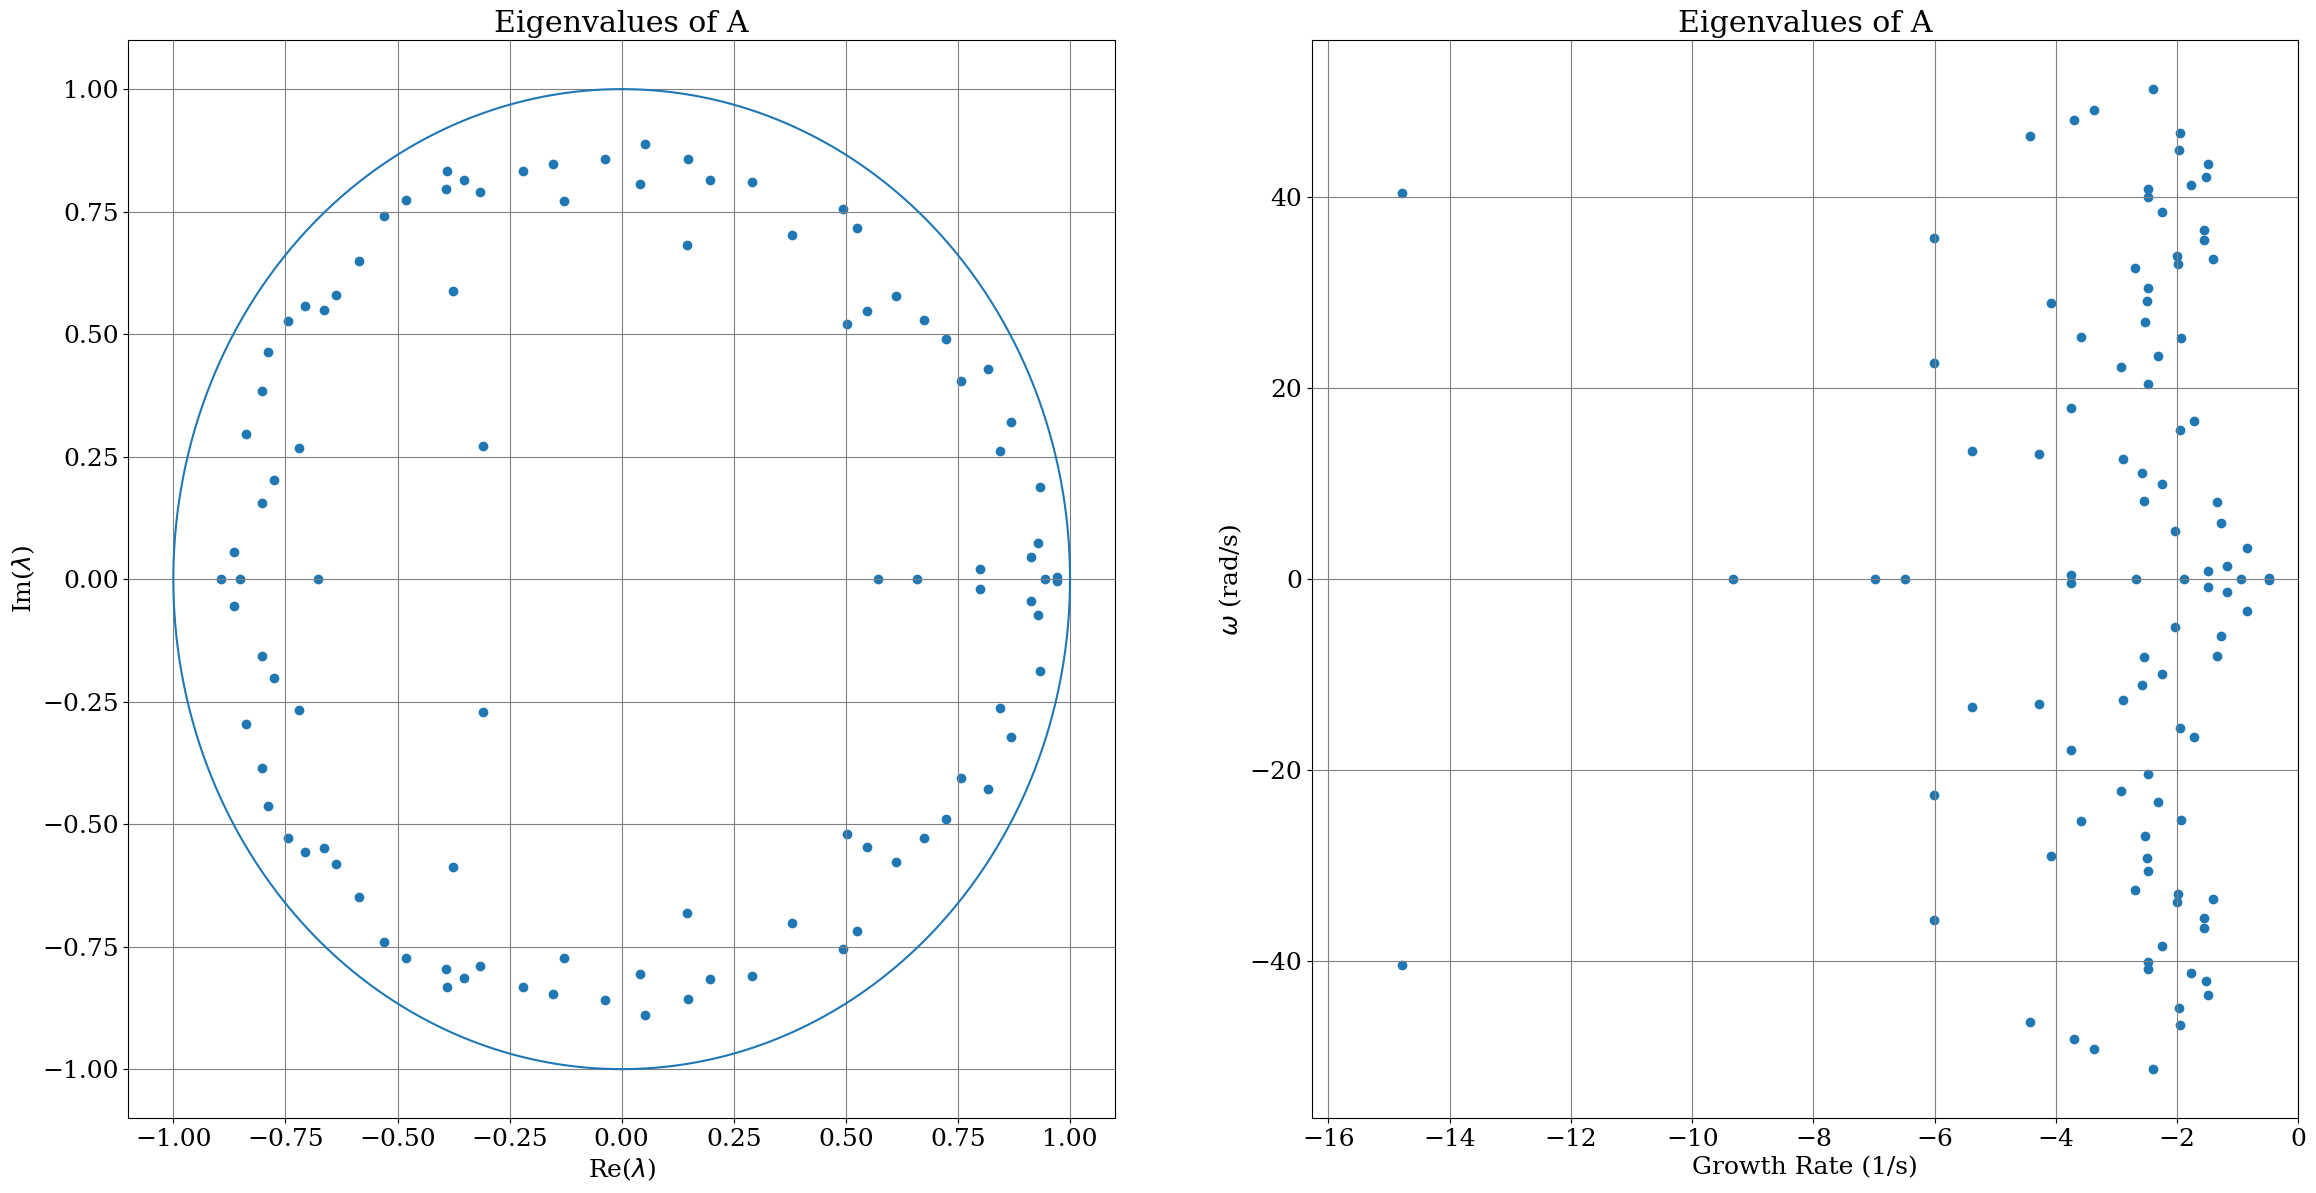 Eigenvalues of A
1.00
0.75
0.50
0.25
0.00
−0.25
−0.50
−0.75
−1.00
Im(λ)
−1.00 −0.75 −0.50 −0.25 0.00 0.25 0.50 0.75 1.00
Re(λ)
Eigenvalues of A
40
20
0
−20
−40
ω (rad/s)
−16 −14 −12 −10 −8 −6 −4 −2 0
Growth Rate (1/s)